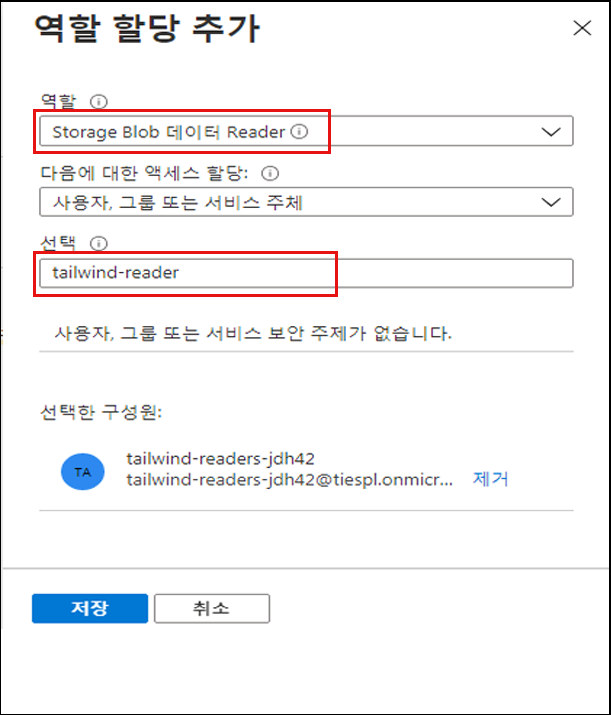 역할 할당 추가
역할
Storage Blob 데이터 Reader
다음에 대한 액세스 할당:
사용자, 그룹 또는 서비스 주체
선택
tailwind-reader
사용자, 그룹 또는 서비스 보안 주제가 없습니다.
선택한 구성원:
TA
tailwind-readers-jdh42
tailwind-readers-jdh42@tiespl.onmicr...
제거
저장
취소